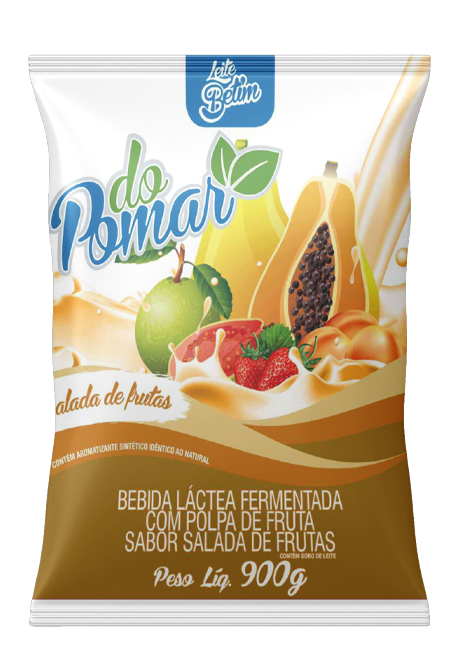 Leite
Betim
do
Pomar
salada de frutas
CONTÉM AROMATIZANTE SINTÉTICO IDÊNTICO AO NATURAL
BEBIDA LÁCTEA FERMENTADA
COM POLPA DE FRUTA
SABOR SALADA DE FRUTAS
CONTÉM SORO DE LEITE
Peso Líq. 900g